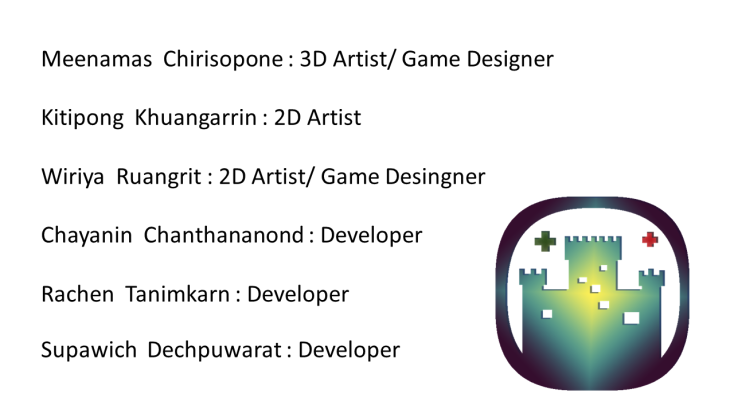 Meenamas Chirisopone : 3D Artist/ Game Designer
Kitipong Khuangarrin : 2D Artist
Wiriya Ruangrit : 2D Artist/ Game Desingner
Chayanin Chanthananond : Developer
Rachen Tanimkarn : Developer
Supawich Dechpuwarat : Developer